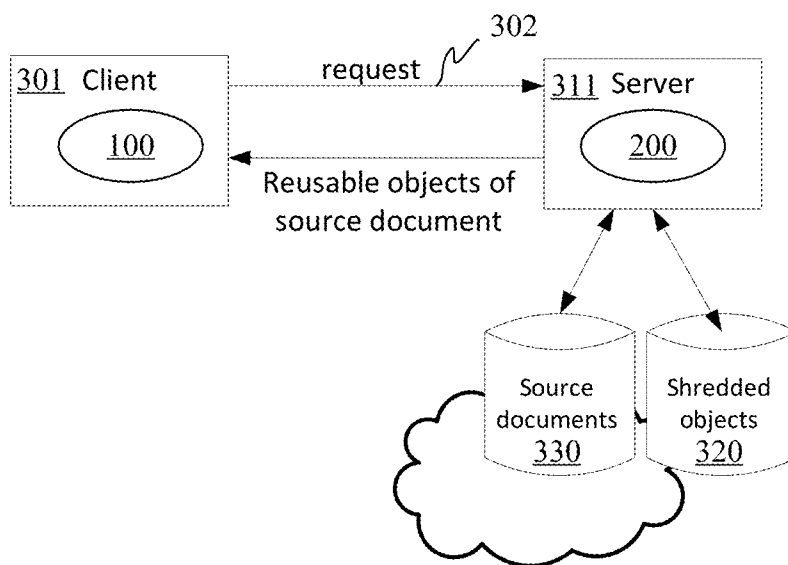 302
request
301 Client
311 Server
100
200
Reusable objects of
source document
Source
documents
330
Shredded
objects
320